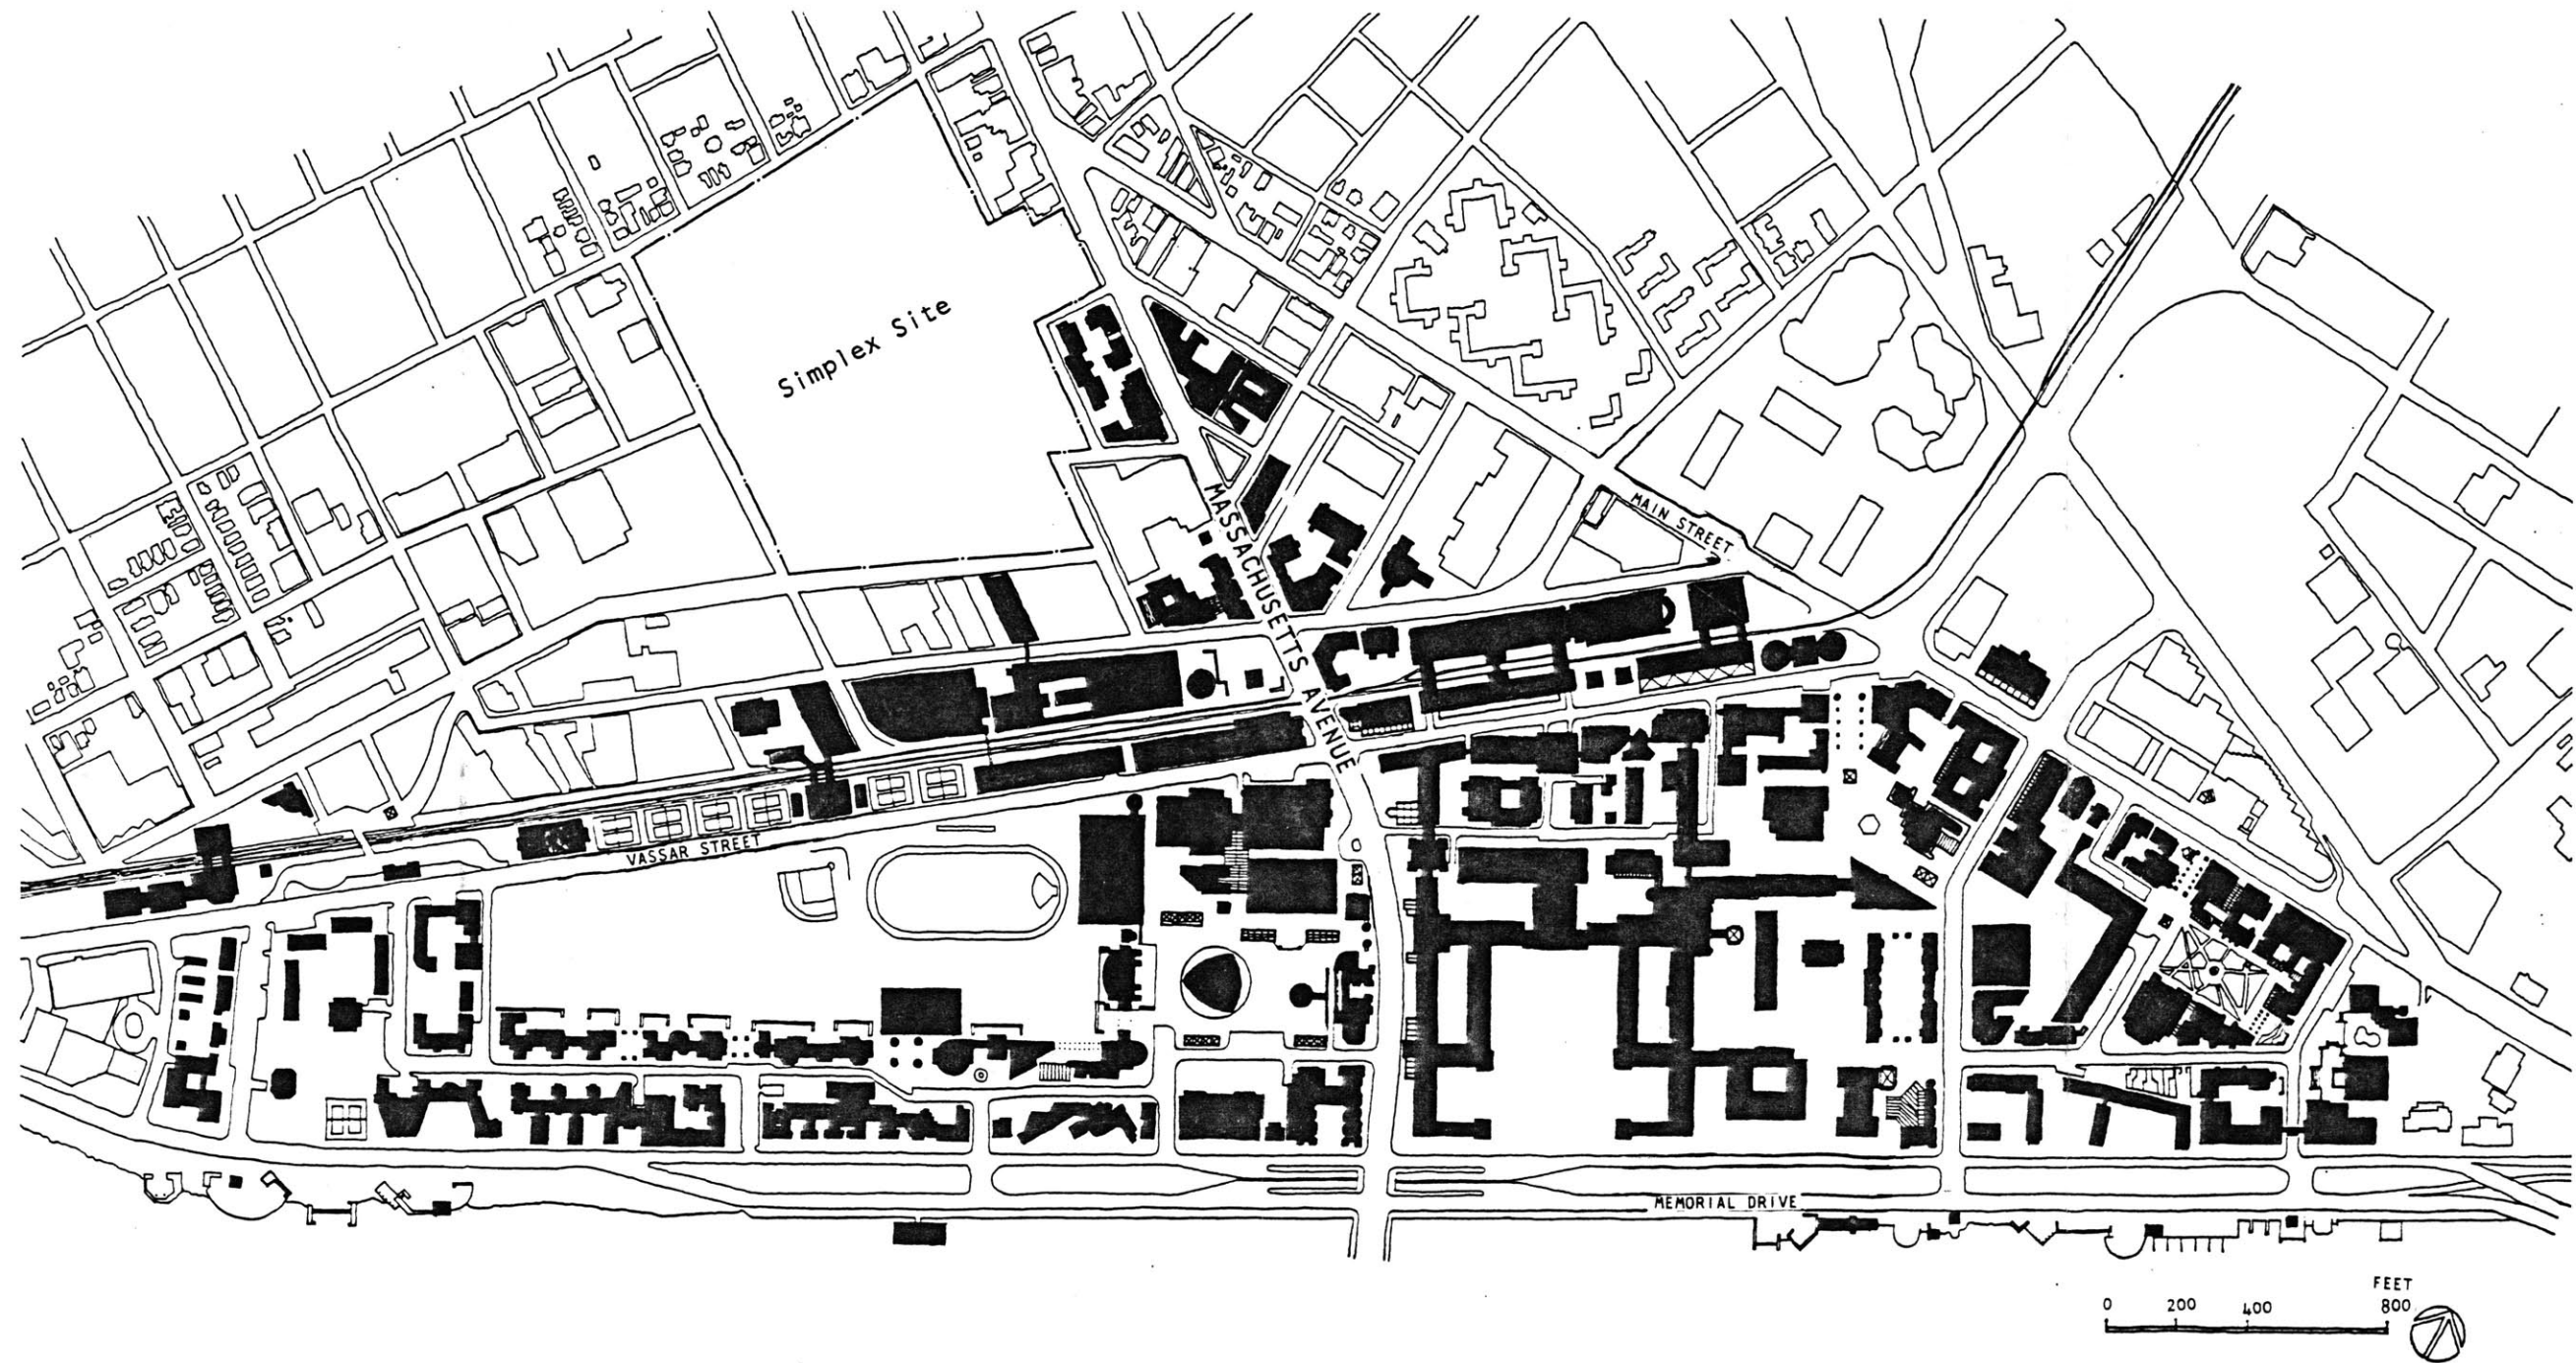 Simplex Site
MASSACHUSETTS AVENUE
MAIN STREET
VASSAR STREET
MEMORIAL DRIVE
FEET
0 200 400 800